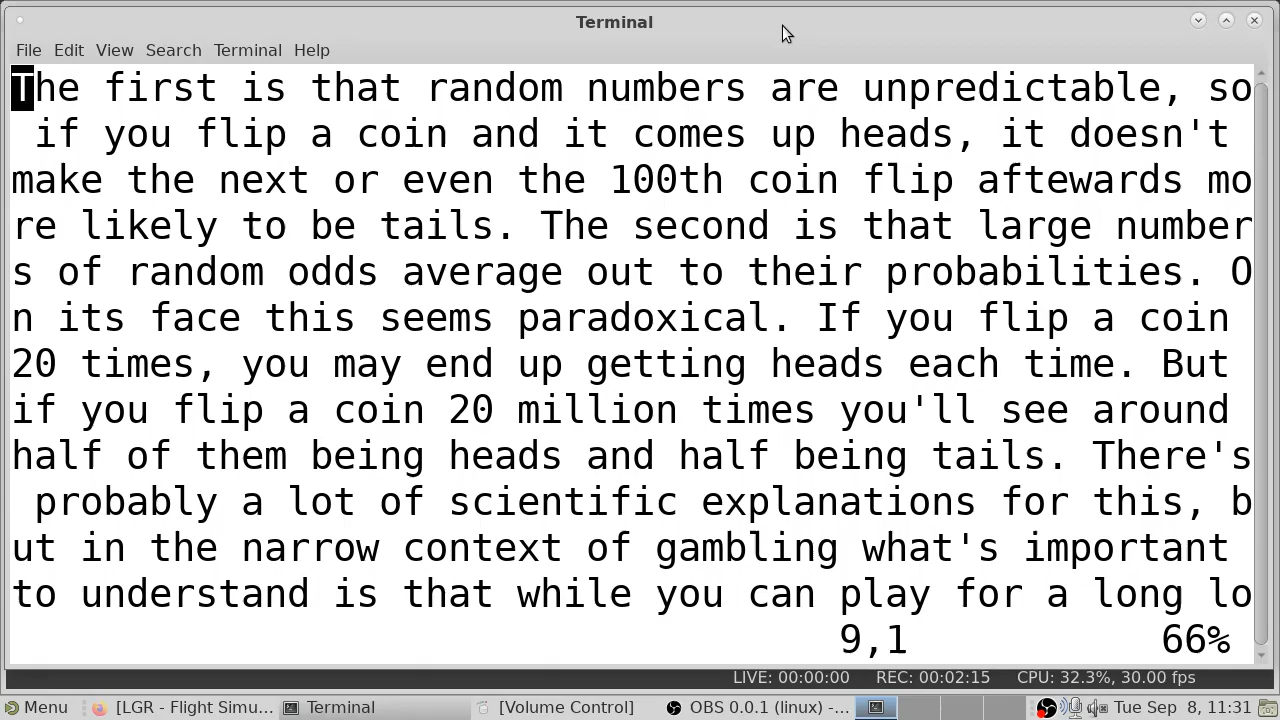 Terminal
File Edit View Search Terminal Help
The first is that random numbers are unpredictable, so
 if you flip a coin and it comes up heads, it doesn't
make the next or even the 100th coin flip aftewards mo
re likely to be tails. The second is that large number
s of random odds average out to their probabilities. O
n its face this seems paradoxical. If you flip a coin
20 times, you may end up getting heads each time. But
if you flip a coin 20 million times you'll see around
half of them being heads and half being tails. There's
 probably a lot of scientific explanations for this, b
ut in the narrow context of gambling what's important
to understand is that while you can play for a long lo
9,1 66%
LIVE: 00:00:00 REC: 00:02:15 CPU: 32.3%, 30.00 fps
Menu [LGR - Flight Simu... Terminal [Volume Control] OBS 0.0.1 (linux) -... Tue Sep 8, 11:31